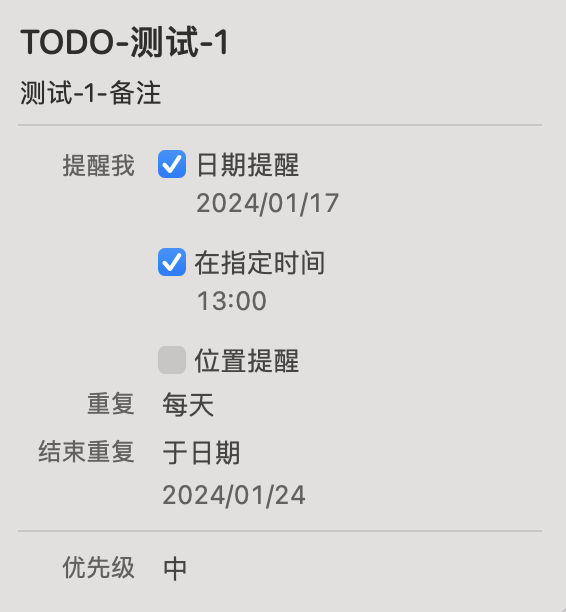 TODO-测试-1
测试-1-备注
提醒我 日期提醒
2024/01/17
在指定时间
13:00
位置提醒
重复 每天
结束重复 于日期
2024/01/24
优先级 中